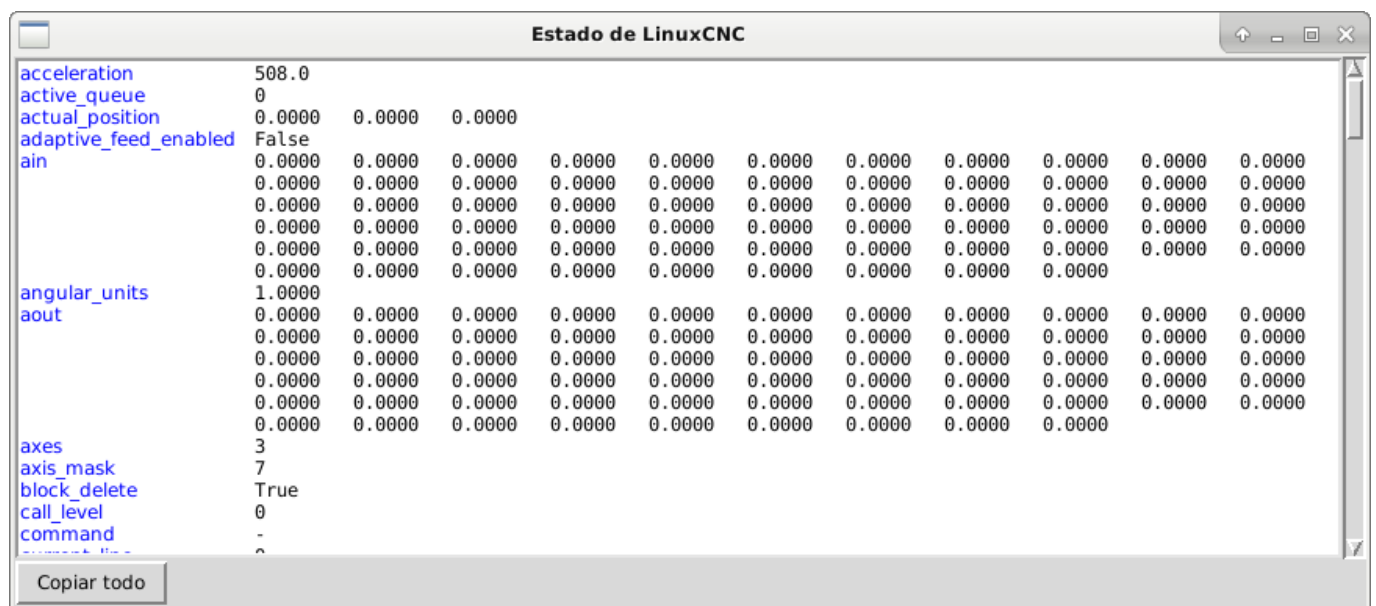 Estado de LinuxCNC
acceleration 508.0
active_queue 0
actual_position 0.0000 0.0000 0.0000
adaptive_feed_enabled False
ain 0.0000 0.0000 0.0000 0.0000 0.0000 0.0000 0.0000 0.0000 0.0000 0.0000 0.0000
0.0000 0.0000 0.0000 0.0000 0.0000 0.0000 0.0000 0.0000 0.0000 0.0000 0.0000
0.0000 0.0000 0.0000 0.0000 0.0000 0.0000 0.0000 0.0000 0.0000 0.0000 0.0000
0.0000 0.0000 0.0000 0.0000 0.0000 0.0000 0.0000 0.0000 0.0000 0.0000 0.0000
0.0000 0.0000 0.0000 0.0000 0.0000 0.0000 0.0000 0.0000 0.0000 0.0000 0.0000
0.0000 0.0000 0.0000 0.0000 0.0000 0.0000 0.0000 0.0000 0.0000
angular_units 1.0000
aout 0.0000 0.0000 0.0000 0.0000 0.0000 0.0000 0.0000 0.0000 0.0000 0.0000 0.0000
0.0000 0.0000 0.0000 0.0000 0.0000 0.0000 0.0000 0.0000 0.0000 0.0000 0.0000
0.0000 0.0000 0.0000 0.0000 0.0000 0.0000 0.0000 0.0000 0.0000 0.0000 0.0000
0.0000 0.0000 0.0000 0.0000 0.0000 0.0000 0.0000 0.0000 0.0000 0.0000 0.0000
0.0000 0.0000 0.0000 0.0000 0.0000 0.0000 0.0000 0.0000 0.0000 0.0000 0.0000
0.0000 0.0000 0.0000 0.0000 0.0000 0.0000 0.0000 0.0000 0.0000
axes 3
axis_mask 7
block_delete True
call_level 0
command -
Copiar todo